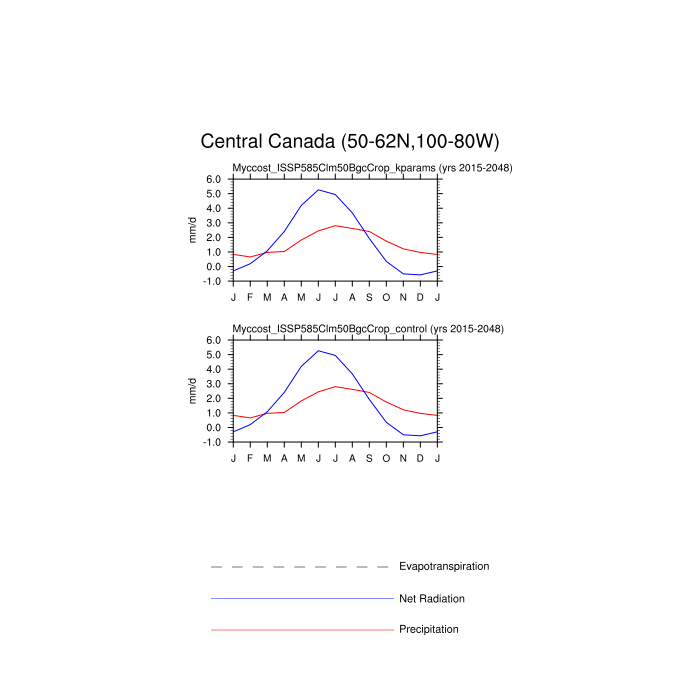 Central Canada (50-62N,100-80W)
Myccost_ISSP585Clm50BgcCrop_kparams (yrs 2015-2048)
6.0
5.0
4.0
3.0
2.0
1.0
0.0
-1.0
mm/d
J F M A M J J A S O N D J
Myccost_ISSP585Clm50BgcCrop_control (yrs 2015-2048)
6.0
5.0
4.0
3.0
2.0
1.0
0.0
-1.0
mm/d
J F M A M J J A S O N D J
Evapotranspiration
Net Radiation
Precipitation